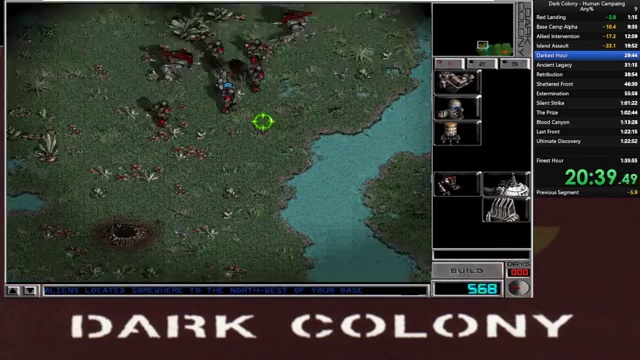 Dark Colony - Human Campaing
Any%
9
Red Landing -2.8 1:15
Base Camp Alpha -10.4 9:35
Allied Intervention -17.2 12:59
Island Assault -23.1 19:52
Darkest Hour 29:44
Ancient Legacy 31:15
Retribution 38:54
Shattered Front 46:30
Extermination 55:58
Silent Strike 1:01:22
The Prize 1:02:44
Blood Canyon 1:13:28
Last Front 1:22:15
Ultimate Discovery 1:22:52
Finest Hour 1:35:55
20:39.49
Previous Segment -5.9
DARK COLONY
2
3
BUILD
DAYS
000
568
ALIENS LOCATED SOMEWHERE TO THE NORTH-WEST OF YOUR BASE
DARK COLONY